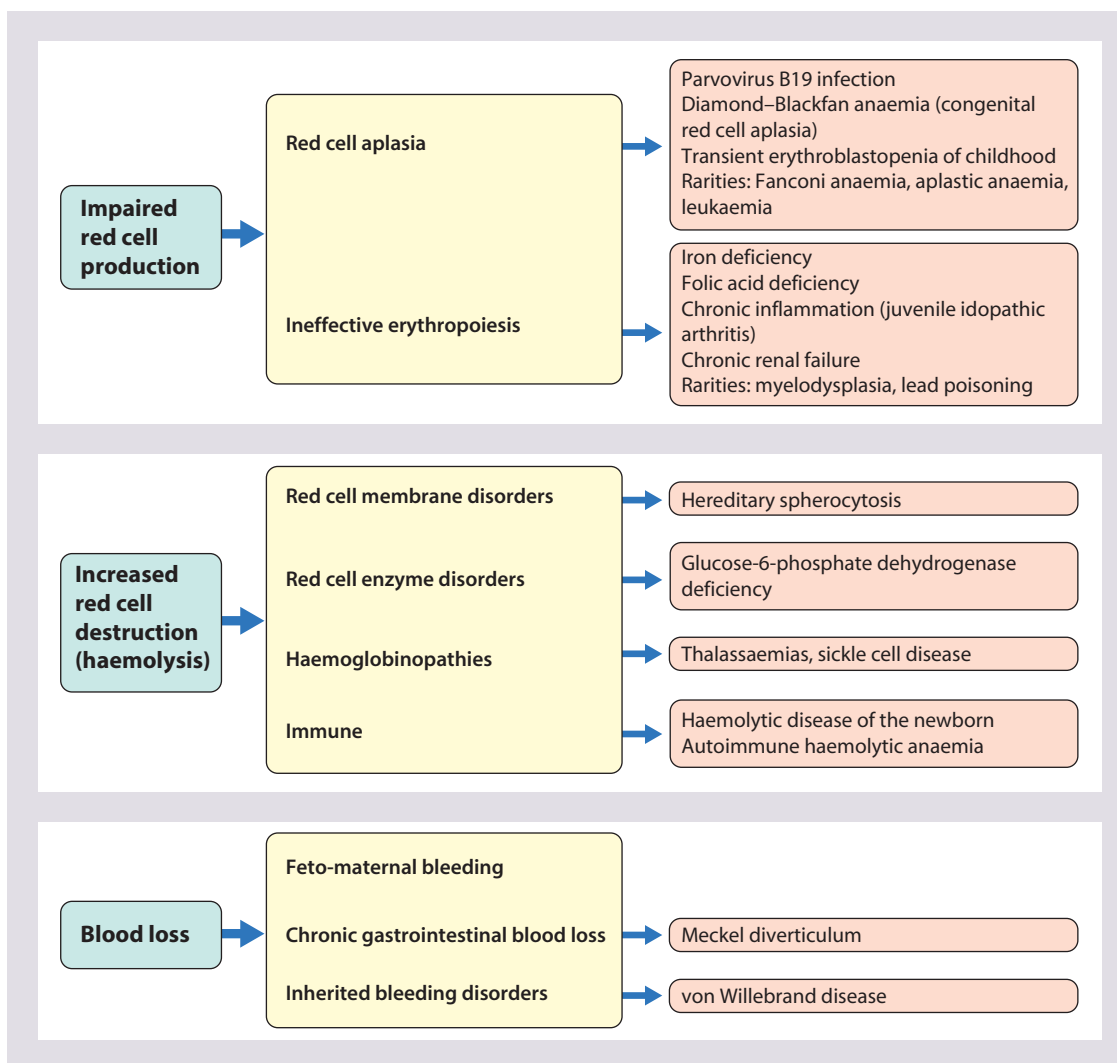 Impaired
red cell
production
Red cell aplasia
Parvovirus B19 infection
Diamond–Blackfan anaemia (congenital
red cell aplasia)
Transient erythroblastopenia of childhood
Rarities: Fanconi anaemia, aplastic anaemia,
leukaemia
Ineffective erythropoiesis
Iron deficiency
Folic acid deficiency
Chronic inflammation (juvenile idopathic
arthritis)
Chronic renal failure
Rarities: myelodysplasia, lead poisoning
Increased
red cell
destruction
(haemolysis)
Red cell membrane disorders
Hereditary spherocytosis
Red cell enzyme disorders
Glucose-6-phosphate dehydrogenase
deficiency
Haemoglobinopathies
Thalassaemias, sickle cell disease
Immune
Haemolytic disease of the newborn
Autoimmune haemolytic anaemia
Blood loss
Feto-maternal bleeding
Chronic gastrointestinal blood loss
Meckel diverticulum
Inherited bleeding disorders
von Willebrand disease